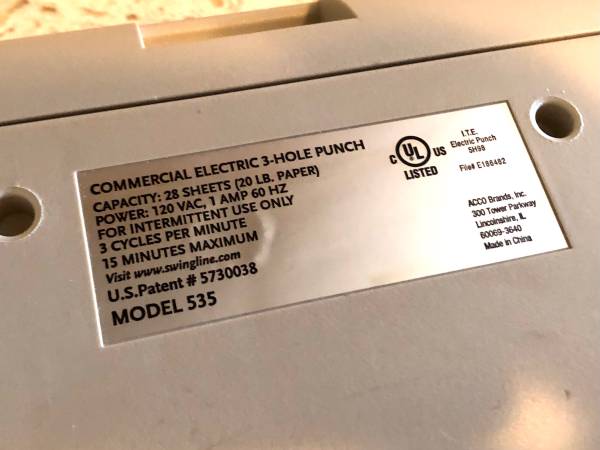 COMMERCIAL ELECTRIC 3-HOLE PUNCH
CAPACITY: 28 SHEETS (20 LB. PAPER)
POWER: 120 VAC, 1 AMP 60 HZ
FOR INTERMITTENT USE ONLY
3 CYCLES PER MINUTE
15 MINUTES MAXIMUM
Visit www.swingline.com
U.S.Patent # 5730038
MODEL 535
C UL US
LISTED
I.T.E.
Electric Punch
SH98
File# E186482
ACCO Brands, Inc.
300 Tower Parkway
Lincolnshire, IL
60069-3640
Made in China